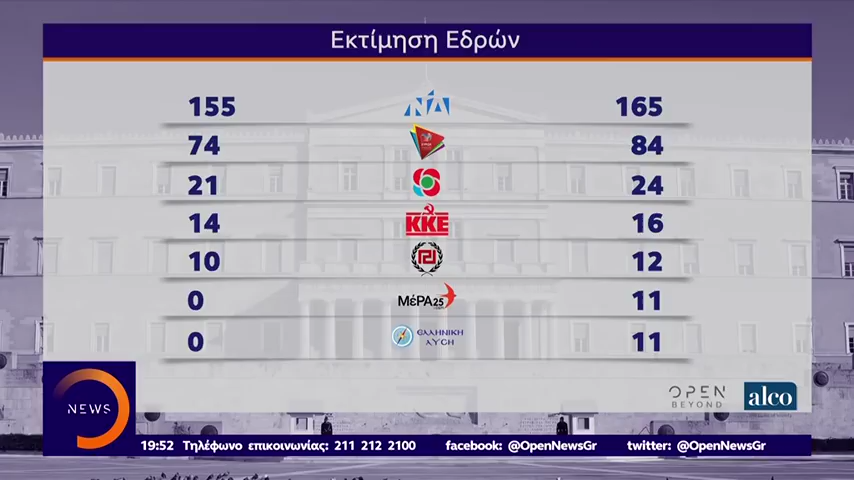 Εκτίμηση Εδρών
155 ΝΔ 165
74 84
21 24
14 ΚΚΕ 16
10 12
0 ΜέΡΑ25 11
0 ΕΛΛΗΝΙΚΗ ΛΥΣΗ 11
OPEN BEYOND
alco
NEWS
19:52 Τηλέφωνο επικοινωνίας: 211 212 2100 facebook: @OpenNewsGr twitter: @OpenNewsGr